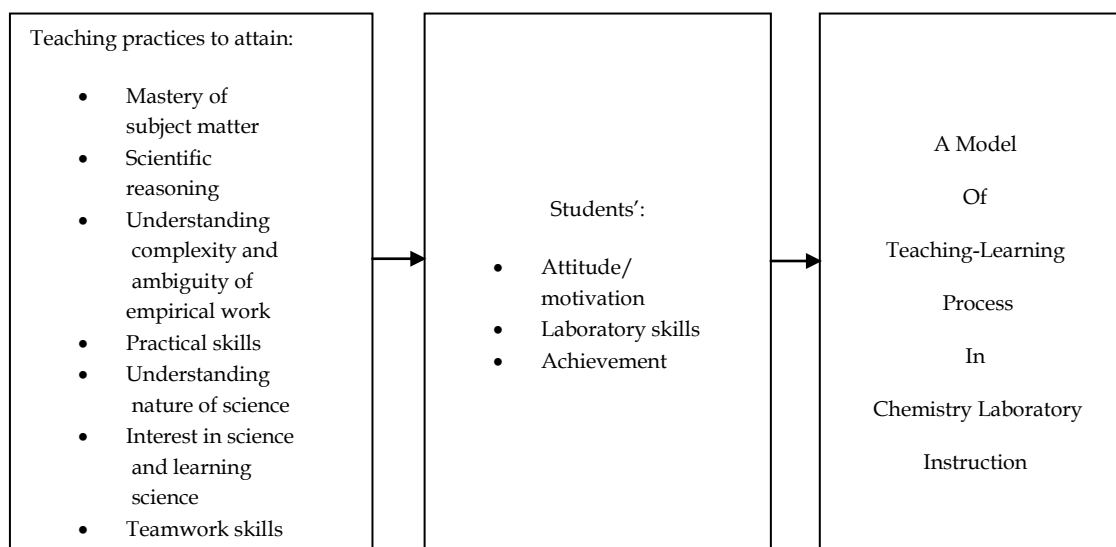 Teaching practices to attain:
• Mastery of
subject matter
• Scientific
reasoning
• Understanding
complexity and
ambiguity of
empirical work
• Practical skills
• Understanding
nature of science
• Interest in science
and learning
science
• Teamwork skills
Students’:
• Attitude/
motivation
• Laboratory skills
• Achievement
A Model
Of
Teaching-Learning
Process
In
Chemistry Laboratory
Instruction